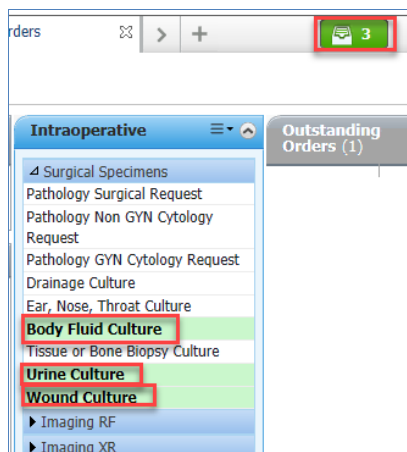 rders
3
Intraoperative
Outstanding
Orders (1)
Surgical Specimens
Pathology Surgical Request
Pathology Non GYN Cytology
Request
Pathology GYN Cytology Request
Drainage Culture
Ear, Nose, Throat Culture
Body Fluid Culture
Tissue or Bone Biopsy Culture
Urine Culture
Wound Culture
Imaging RF
Imaging XR